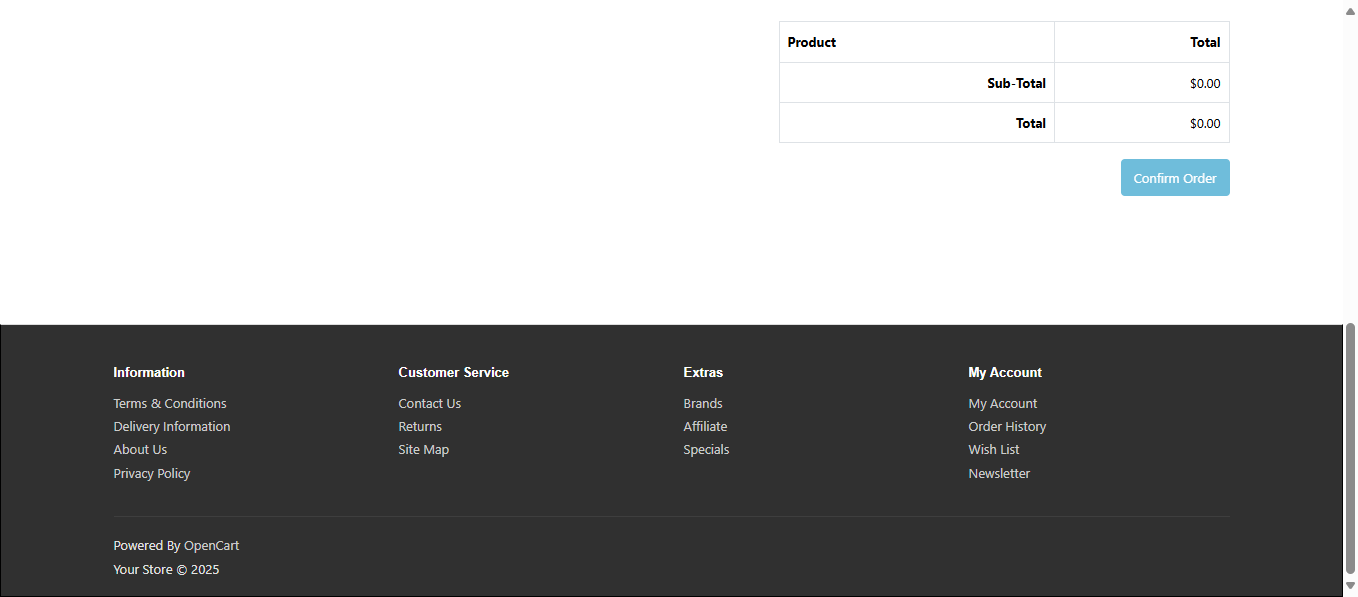 Product Total
Sub-Total $0.00
Total $0.00
Confirm Order
Information Customer Service Extras My Account
Terms & Conditions Contact Us Brands My Account
Delivery Information Returns Affiliate Order History
About Us Site Map Specials Wish List
Privacy Policy Newsletter
Powered By OpenCart
Your Store © 2025